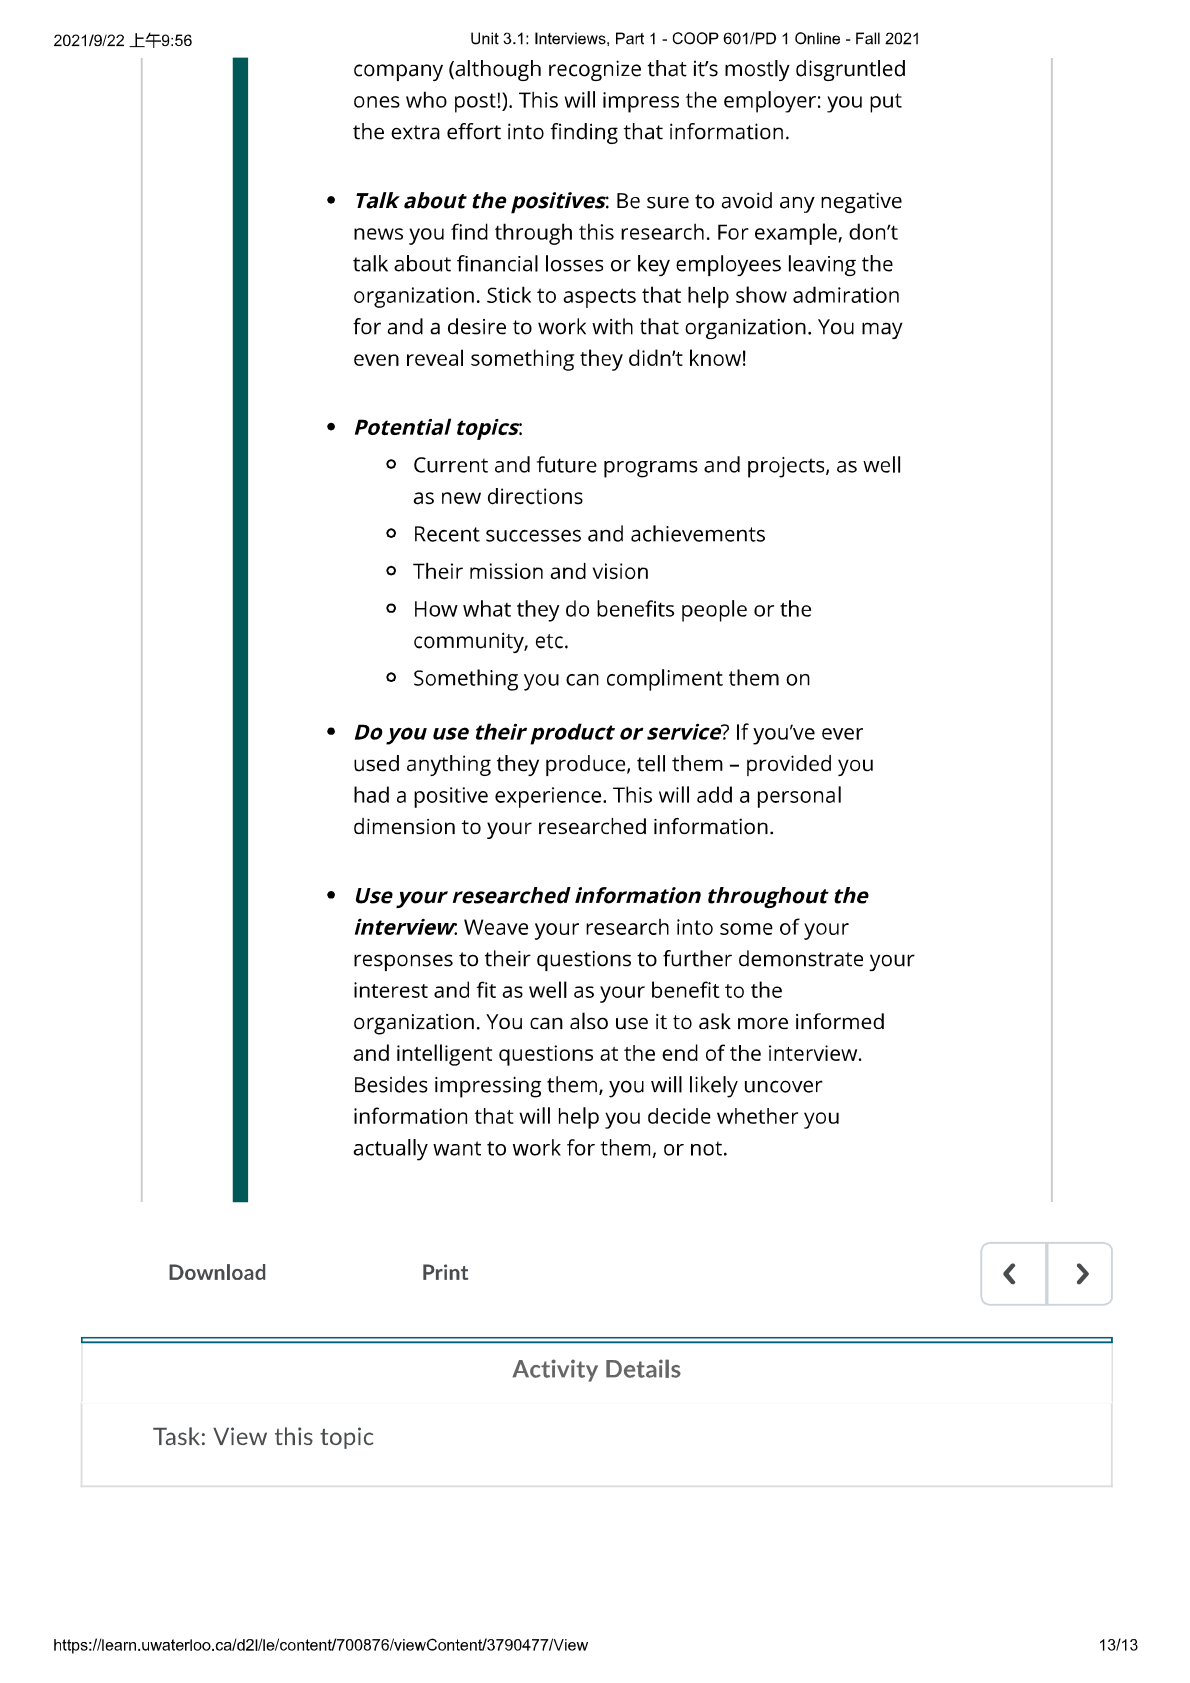 2021/9/22 上午9:56
Unit 3.1: Interviews, Part 1 - COOP 601/PD 1 Online - Fall 2021
company (although recognize that it’s mostly disgruntled
ones who post!). This will impress the employer: you put
the extra effort into finding that information.
• Talk about the positives: Be sure to avoid any negative
news you find through this research. For example, don’t
talk about financial losses or key employees leaving the
organization. Stick to aspects that help show admiration
for and a desire to work with that organization. You may
even reveal something they didn’t know!
• Potential topics:
◦ Current and future programs and projects, as well
as new directions
◦ Recent successes and achievements
◦ Their mission and vision
◦ How what they do benefits people or the
community, etc.
◦ Something you can compliment them on
• Do you use their product or service? If you’ve ever
used anything they produce, tell them – provided you
had a positive experience. This will add a personal
dimension to your researched information.
• Use your researched information throughout the
interview: Weave your research into some of your
responses to their questions to further demonstrate your
interest and fit as well as your benefit to the
organization. You can also use it to ask more informed
and intelligent questions at the end of the interview.
Besides impressing them, you will likely uncover
information that will help you decide whether you
actually want to work for them, or not.
Download
Print
Activity Details
Task: View this topic
https://learn.uwaterloo.ca/d2l/le/content/700876/viewContent/3790477/View
13/13